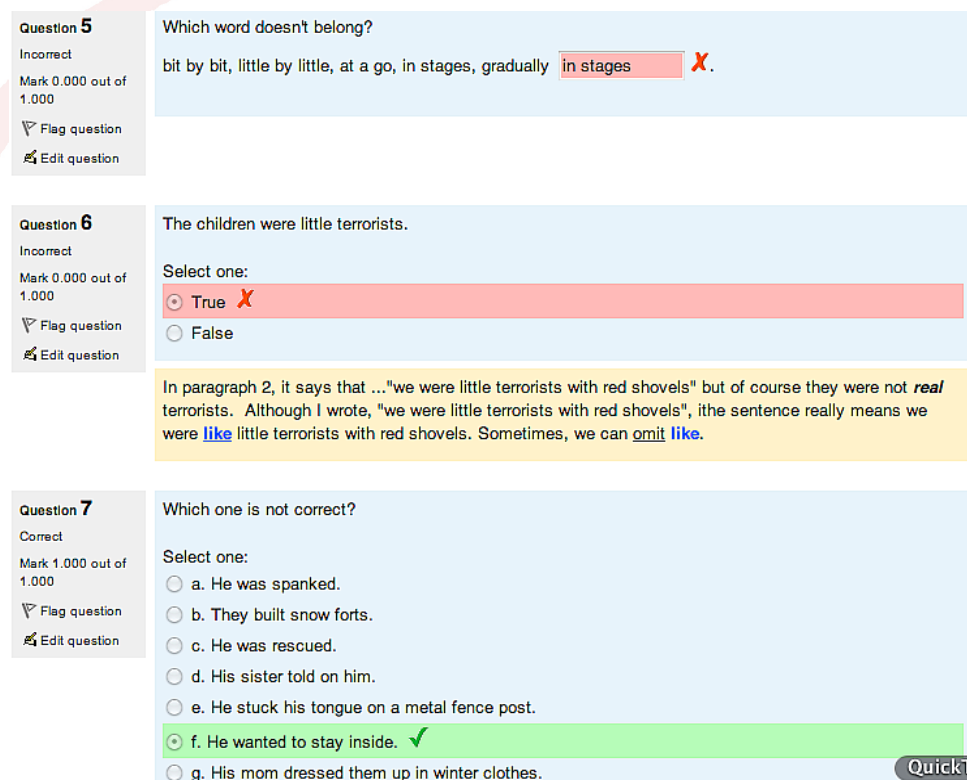 Question 5
Incorrect
Mark 0.000 out of
1.000
Flag question
Edit question
Which word doesn't belong?
bit by bit, little by little, at a go, in stages, gradually in stages ✗.
Question 6
Incorrect
Mark 0.000 out of
1.000
Flag question
Edit question
The children were little terrorists.
Select one:
True ✗
False
In paragraph 2, it says that ..."we were little terrorists with red shovels" but of course they were not real
terrorists. Although I wrote, "we were little terrorists with red shovels", ithe sentence really means we
were like little terrorists with red shovels. Sometimes, we can omit like.
Question 7
Correct
Mark 1.000 out of
1.000
Flag question
Edit question
Which one is not correct?
Select one:
a. He was spanked.
b. They built snow forts.
c. He was rescued.
d. His sister told on him.
e. He stuck his tongue on a metal fence post.
f. He wanted to stay inside. ✓
g. His mom dressed them up in winter clothes.